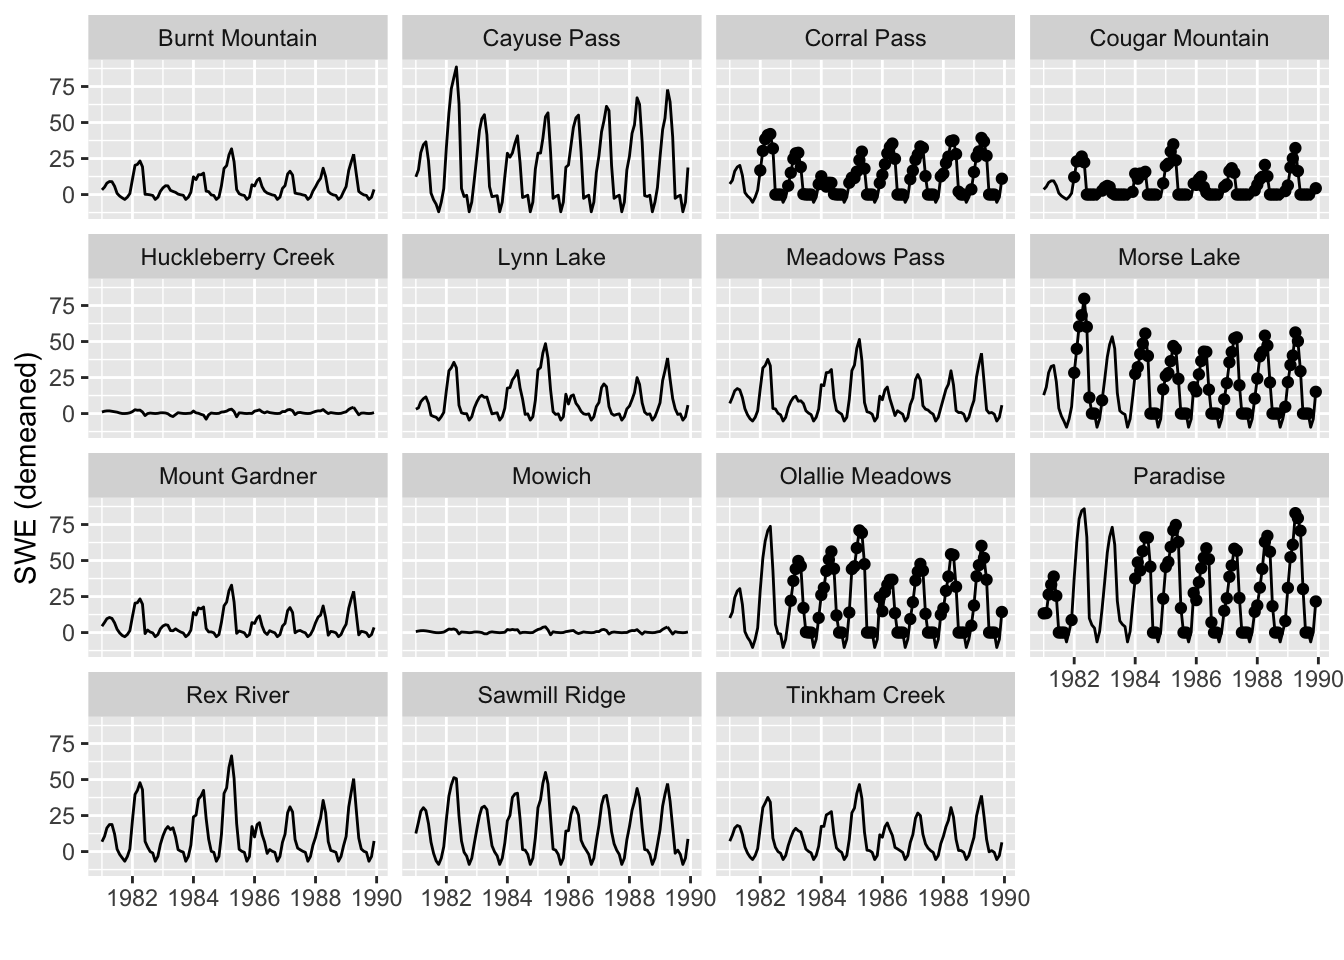 Burnt Mountain Cayuse Pass Corral Pass Cougar Mountain
75
50
25
0
Huckleberry Creek Lynn Lake Meadows Pass Morse Lake
75
50
25
0
SWE (demeaned)
Mount Gardner Mowich Olallie Meadows Paradise
75
50
25
0
1982 1984 1986 1988 1990
Rex River Sawmill Ridge Tinkham Creek
75
50
25
0
1982 1984 1986 1988 1990 1982 1984 1986 1988 1990 1982 1984 1986 1988 1990